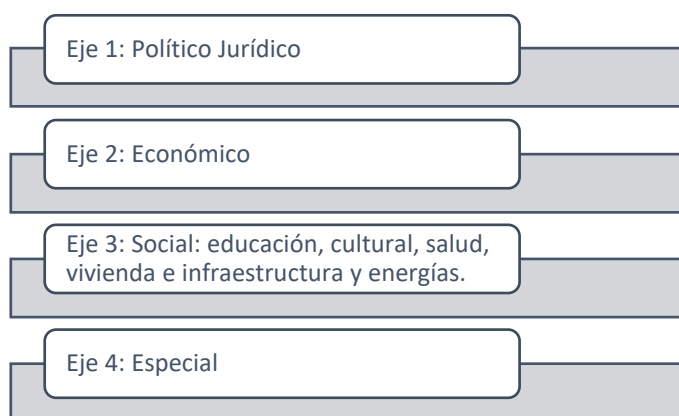 Eje 1: Político Jurídico
Eje 2: Económico
Eje 3: Social: educación, cultural, salud,
vivienda e infraestructura y energías.
Eje 4: Especial